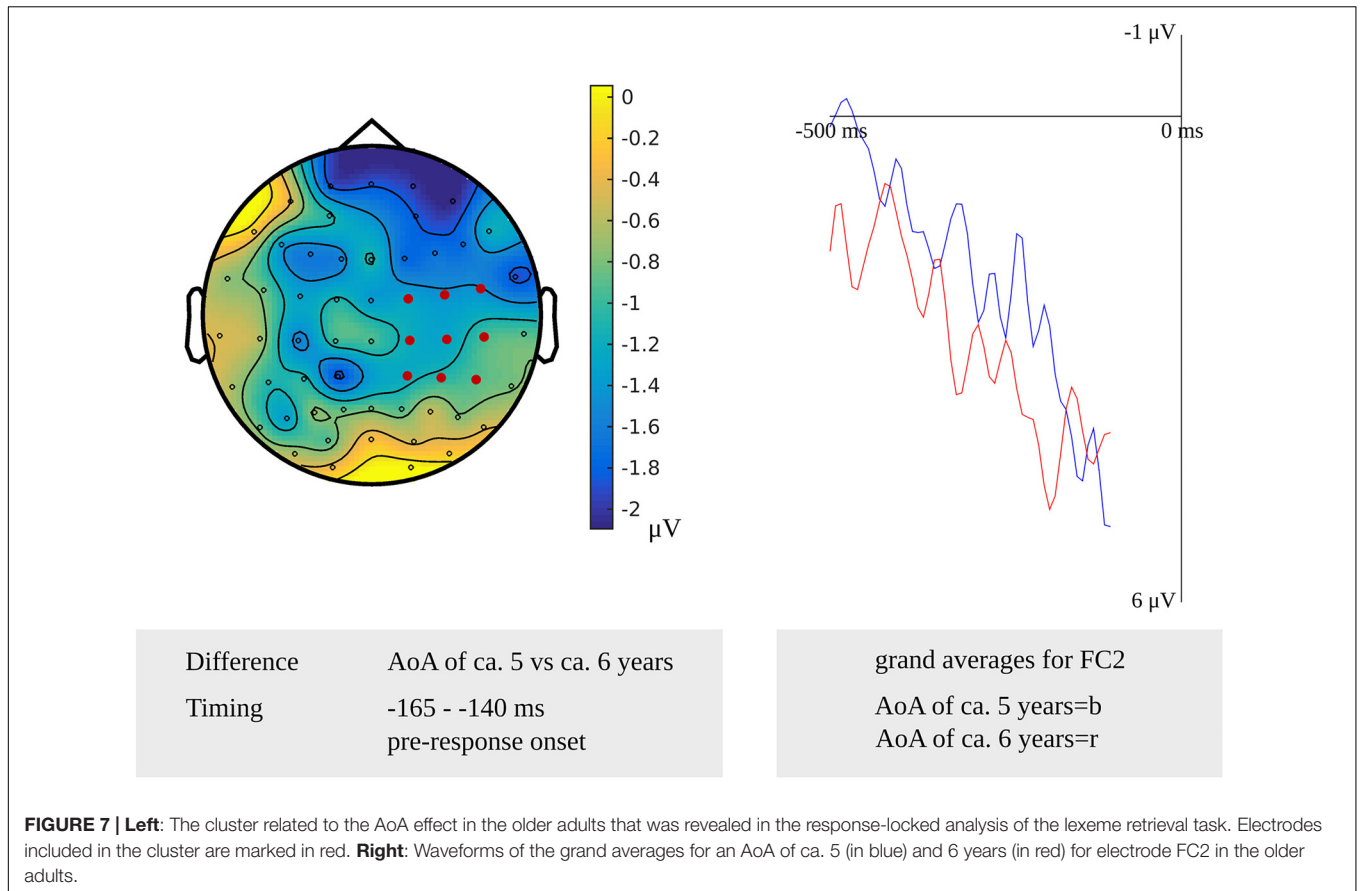 0
-0.2
-0.4
-0.6
-0.8
-1
-1.2
-1.4
-1.6
-1.8
-2
μV
-1 μV
-500 ms 0 ms
6 μV
Difference AoA of ca. 5 vs ca. 6 years
Timing -165 - -140 ms
pre-response onset
grand averages for FC2
AoA of ca. 5 years=b
AoA of ca. 6 years=r
FIGURE 7 | Left: The cluster related to the AoA effect in the older adults that was revealed in the response-locked analysis of the lexeme retrieval task. Electrodes
included in the cluster are marked in red. Right: Waveforms of the grand averages for an AoA of ca. 5 (in blue) and 6 years (in red) for electrode FC2 in the older
adults.